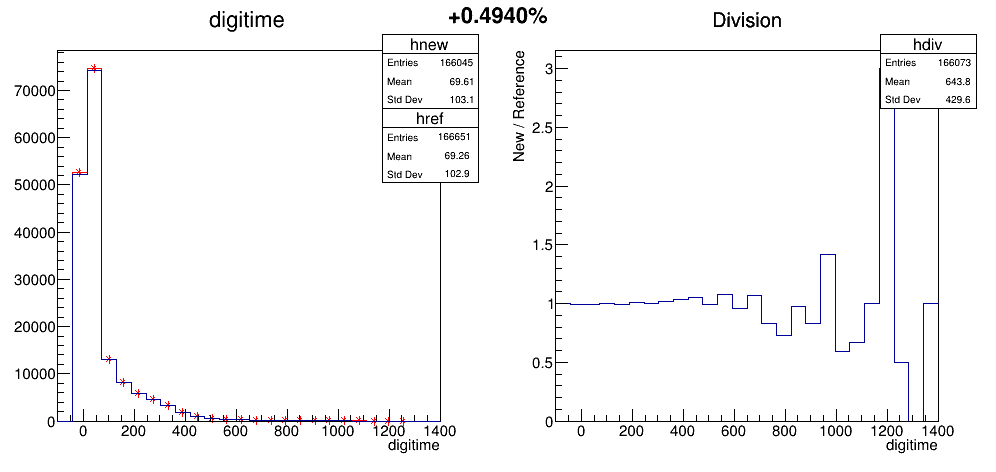 digitime
+0.4940%
Division
hnew
Entries 166045
Mean 69.61
Std Dev 103.1
href
Entries 166651
Mean 69.26
Std Dev 102.9
70000
60000
50000
40000
30000
20000
10000
0
0 200 400 600 800 1000 1200 1400
digitime
hdiv
Entries 166073
Mean 643.8
Std Dev 429.6
New / Reference
3
2.5
2
1.5
1
0.5
0
0 200 400 600 800 1000 1200 1400
digitime